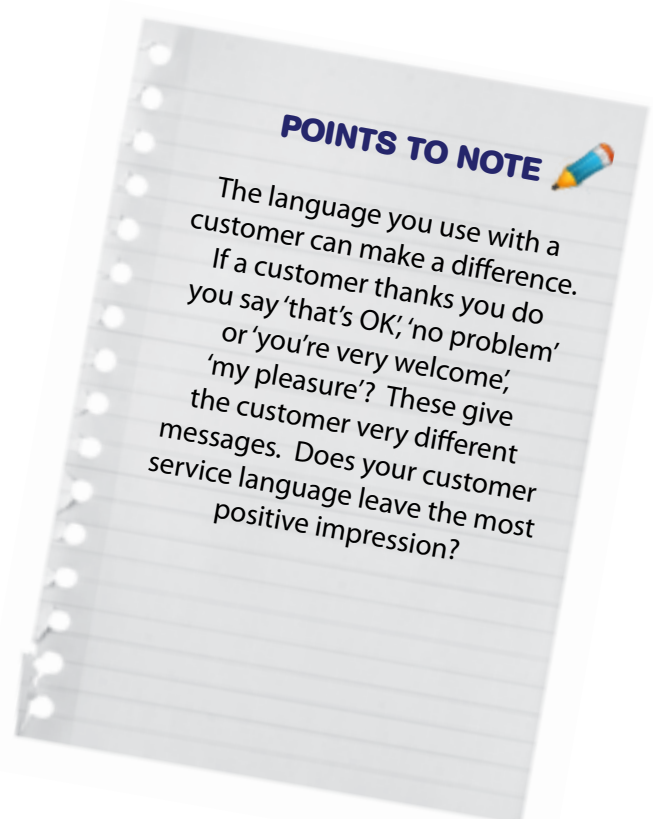 POINTS TO NOTE
The language you use with a
customer can make a difference.
If a customer thanks you do
you say ‘that’s OK’, ‘no problem’
or ‘you’re very welcome’,
‘my pleasure’?  These give
the customer very different
messages.  Does your customer
service language leave the most
positive impression?